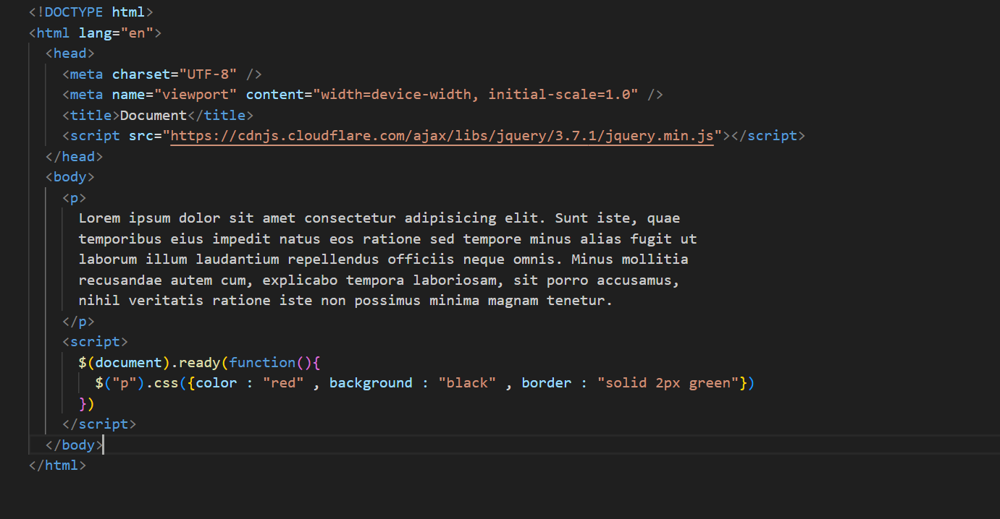 <!DOCTYPE html>
<html lang="en">
<head>
<meta charset="UTF-8" />
<meta name="viewport" content="width=device-width, initial-scale=1.0" />
<title>Document</title>
<script src="https://cdnjs.cloudflare.com/ajax/libs/jquery/3.7.1/jquery.min.js"></script>
</head>
<body>
<p>
Lorem ipsum dolor sit amet consectetur adipisicing elit. Sunt iste, quae
temporibus eius impedit natus eos ratione sed tempore minus alias fugit ut
laborum illum laudantium repellendus officiis neque omnis. Minus mollitia
recusandae autem cum, explicabo tempora laboriosam, sit porro accusamus,
nihil veritatis ratione iste non possimus minima magnam tenetur.
</p>
<script>
$(document).ready(function(){
$("p").css({color : "red" , background : "black" , border : "solid 2px green"})
})
</script>
</body>
</html>